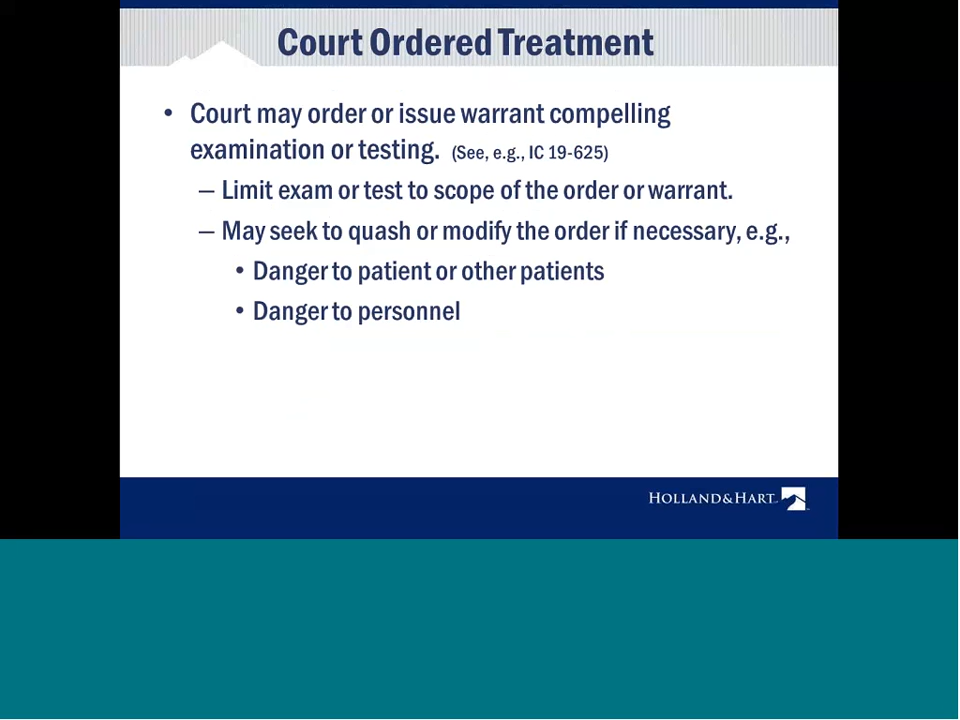 Court Ordered Treatment
• Court may order or issue warrant compelling
examination or testing. (See, e.g., IC 19-625)
– Limit exam or test to scope of the order or warrant.
– May seek to quash or modify the order if necessary, e.g.,
• Danger to patient or other patients
• Danger to personnel
HOLLAND&HART